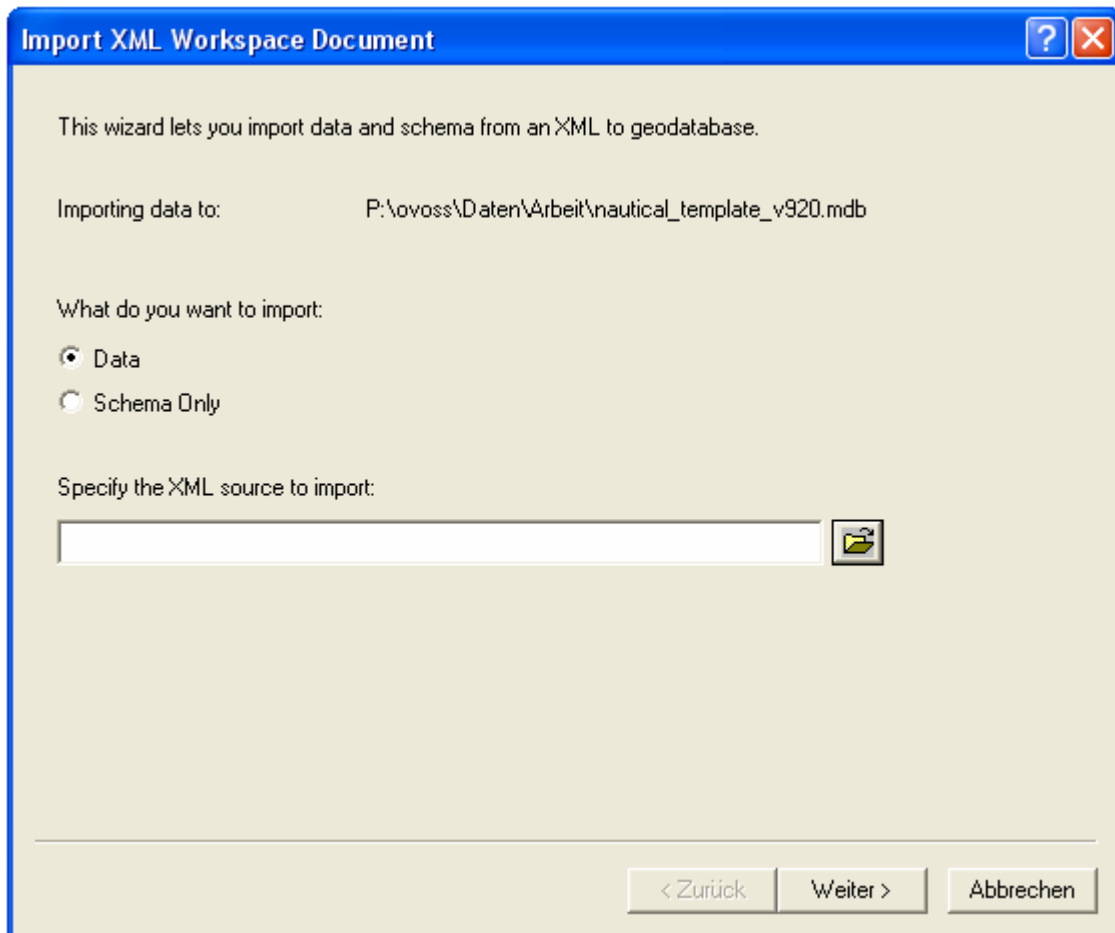 Import XML Workspace Document
This wizard lets you import data and schema from an XML to geodatabase.
Importing data to: P:\ovoss\Daten\Arbeit\nautical_template_v920.mdb
What do you want to import:
Data
Schema Only
Specify the XML source to import:
< Zurück Weiter > Abbrechen